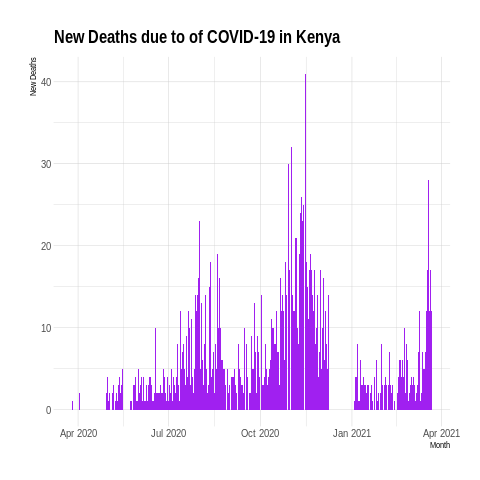 New Deaths due to of COVID-19 in Kenya
New Deaths
40
30
20
10
0
Apr 2020
Jul 2020
Oct 2020
Jan 2021
Apr 2021
Month